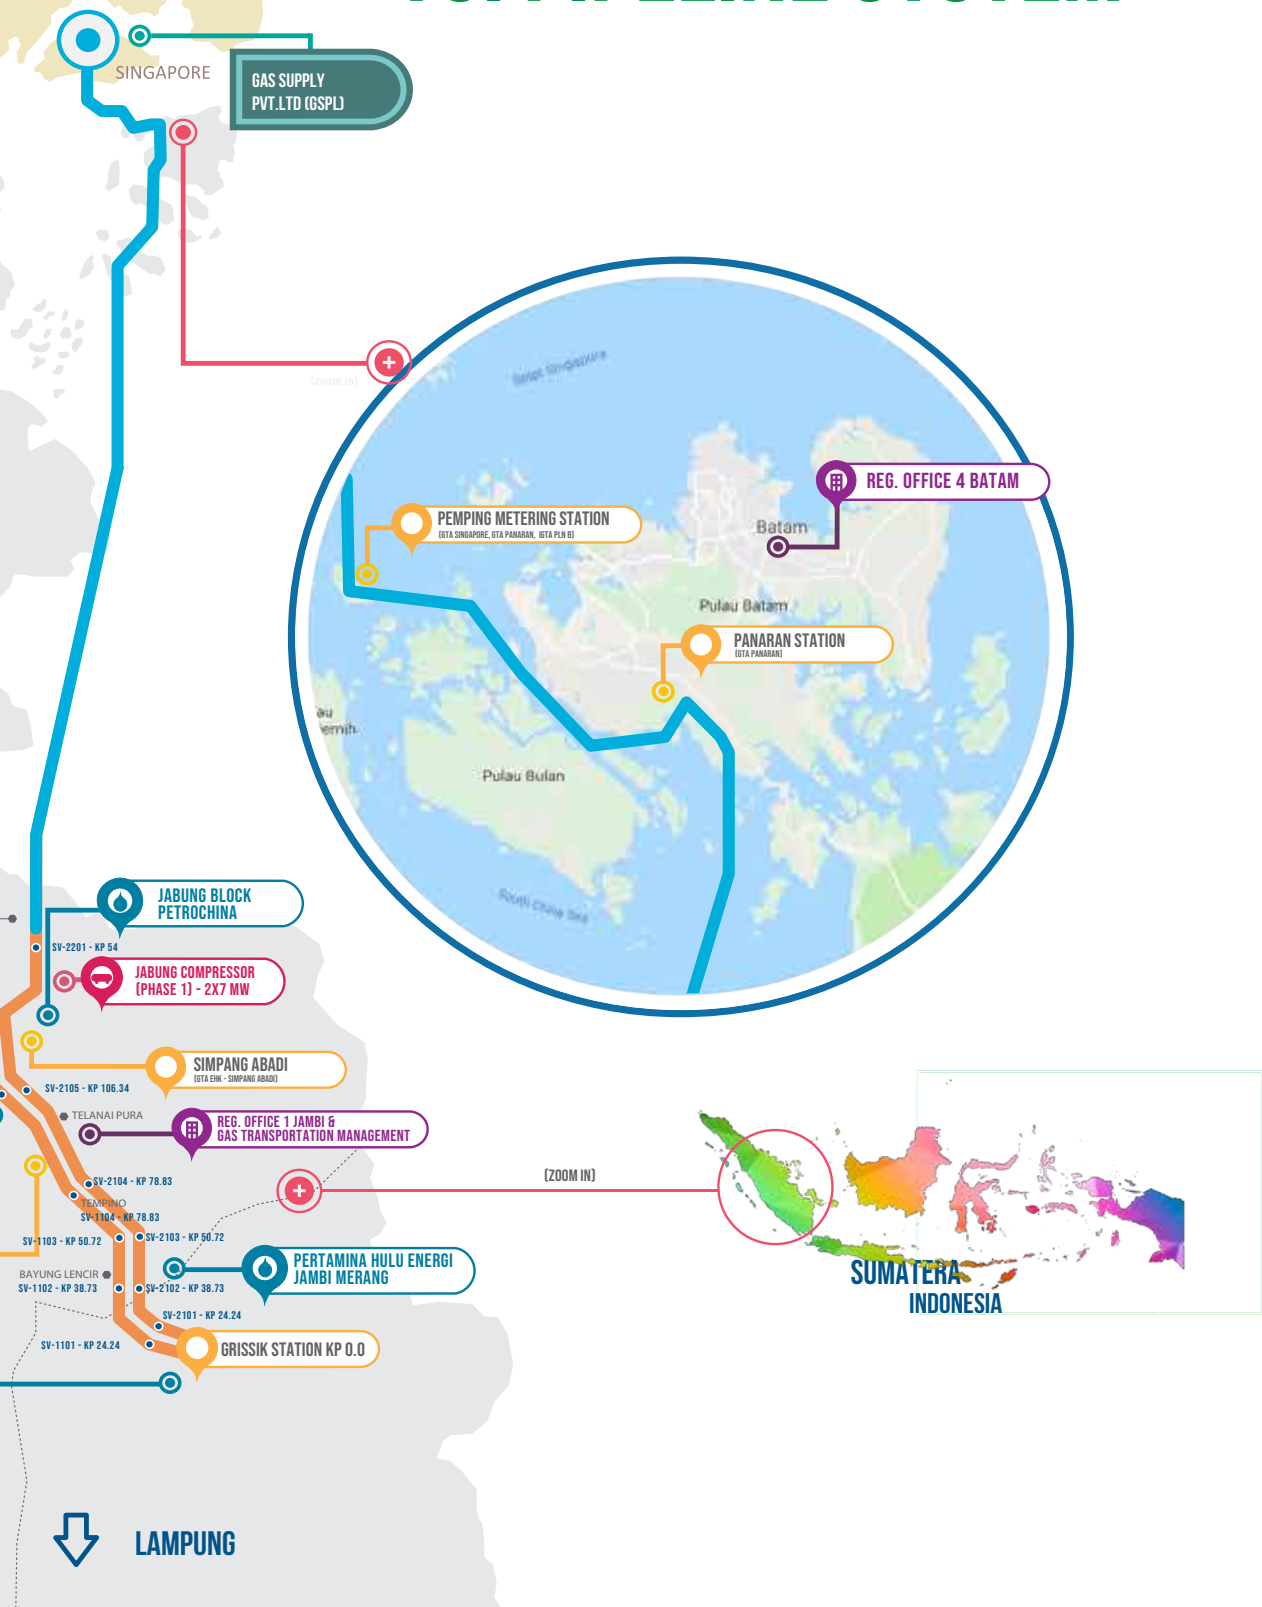 SINGAPORE
GAS SUPPLY
PVT.LTD (GSPL)
(zoom in)
Selat Singapura
REG. OFFICE 4 BATAM
PEMPING METERING STATION
(GTA SINGAPORE, GTA PANARAN, IGTA PLN B)
Batam
Pulau Batam
PANARAN STATION
(GTA PANARAN)
Pulau Bulan
South China Sea
JABUNG BLOCK
PETROCHINA
SV-2201 - KP 54
JABUNG COMPRESSOR
(PHASE 1) - 2X7 MW
SIMPANG ABADI
(GTA EHK - SIMPANG ABADI)
SV-2105 - KP 106.34
TELANAI PURA
REG. OFFICE 1 JAMBI &
GAS TRANSPORTATION MANAGEMENT
(ZOOM IN)
SV-2104 - KP 78.83
TEMPINO
SV-1104 - KP 78.83
SV-1103 - KP 50.72
SV-2103 - KP 50.72
PERTAMINA HULU ENERGI
JAMBI MERANG
BAYUNG LENCIR
SV-1102 - KP 38.73
SV-2102 - KP 38.73
SUMATERA
INDONESIA
SV-2101 - KP 24.24
SV-1101 - KP 24.24
GRISSIK STATION KP 0.0
LAMPUNG